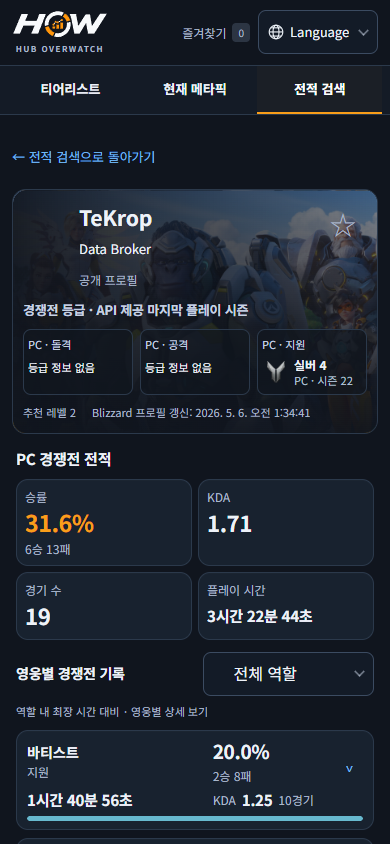 HOW
HUB OVERWATCH
즐겨찾기 0
Language
티어리스트 현재 메타픽 전적 검색
← 전적 검색으로 돌아가기
TeKrop
Data Broker
공개 프로필
경쟁전 등급 · API 제공 마지막 플레이 시즌
PC · 돌격
등급 정보 없음
PC · 공격
등급 정보 없음
PC · 지원
실버 4
PC · 시즌 22
추천 레벨 2 Blizzard 프로필 갱신: 2026. 5. 6. 오전 1:34:41
PC 경쟁전 전적
승률
31.6%
6승 13패
KDA
1.71
경기 수
19
플레이 시간
3시간 22분 44초
영웅별 경쟁전 기록
전체 역할
역할 내 최장 시간 대비 · 영웅별 상세 보기
바티스트
지원
20.0%
2승 8패
v
1시간 40분 56초
KDA 1.25 10경기